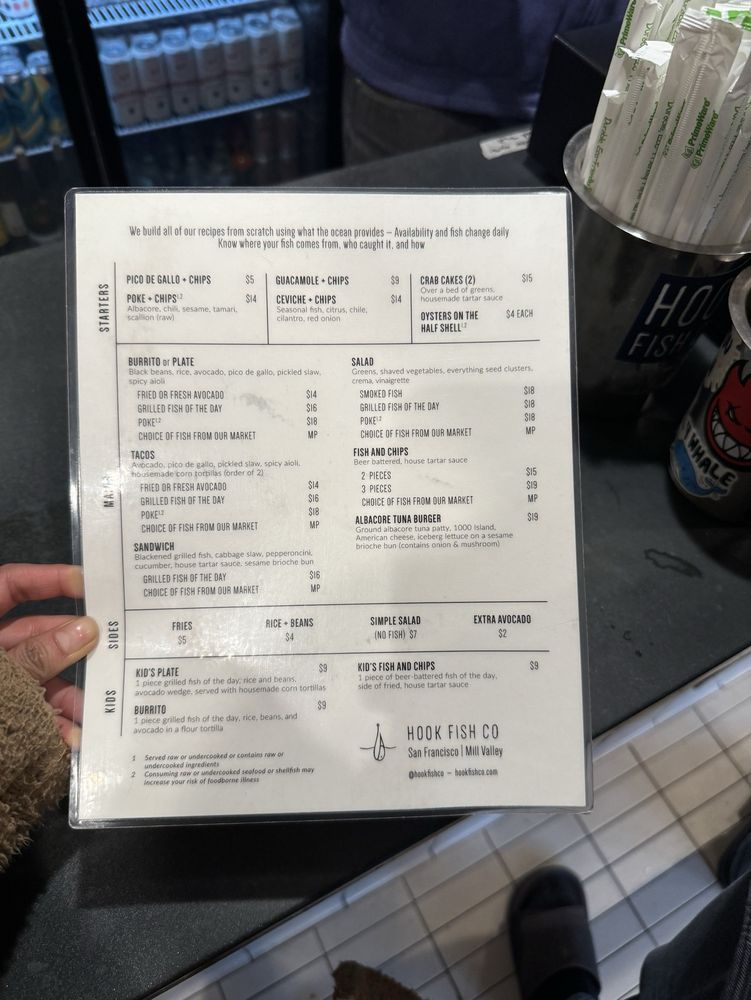 We build all of our recipes from scratch using what the ocean provides – Availability and fish change daily
Know where your fish comes from, who caught it, and how
STARTERS
PICO DE GALLO + CHIPS $5
POKE + CHIPS¹,² $14
Albacore, chili, sesame, tamari,
scallion (raw)
GUACAMOLE + CHIPS $9
CEVICHE + CHIPS $14
Seasonal fish, citrus, chile,
cilantro, red onion
CRAB CAKES (2) $15
Over a bed of greens,
housemade tartar sauce
OYSTERS ON THE $4 EACH
HALF SHELL¹,²
BURRITO or PLATE
Black beans, rice, avocado, pico de gallo, pickled slaw,
spicy aioli
FRIED OR FRESH AVOCADO $14
GRILLED FISH OF THE DAY $16
POKE¹,² $18
CHOICE OF FISH FROM OUR MARKET MP
TACOS
Avocado, pico de gallo, pickled slaw, spicy aioli,
housemade corn tortillas (order of 2)
FRIED OR FRESH AVOCADO $14
GRILLED FISH OF THE DAY $16
POKE¹,² $18
CHOICE OF FISH FROM OUR MARKET MP
SANDWICH
Blackened grilled fish, cabbage slaw, pepperoncini,
cucumber, house tartar sauce, sesame brioche bun
GRILLED FISH OF THE DAY $16
CHOICE OF FISH FROM OUR MARKET MP
SALAD
Greens, shaved vegetables, everything seed clusters,
crema, vinaigrette
SMOKED FISH $18
GRILLED FISH OF THE DAY $18
POKE¹,² $18
CHOICE OF FISH FROM OUR MARKET MP
FISH AND CHIPS
Beer battered, house tartar sauce
2 PIECES $15
3 PIECES $19
CHOICE OF FISH FROM OUR MARKET MP
ALBACORE TUNA BURGER $19
Ground albacore tuna patty, 1000 Island,
American cheese, iceberg lettuce on a sesame
brioche bun (contains onion & mushroom)
SIDES
FRIES
$5
RICE + BEANS
$4
SIMPLE SALAD
(NO FISH) $7
EXTRA AVOCADO
$2
KIDS
KID'S PLATE $9
1 piece grilled fish of the day, rice and beans,
avocado wedge, served with housemade corn tortillas
BURRITO $9
1 piece grilled fish of the day, rice, beans, and
avocado in a flour tortilla
KID'S FISH AND CHIPS $9
1 piece of beer-battered fish of the day,
side of fried, house tartar sauce
HOOK FISH CO
San Francisco | Mill Valley
@hookfishco – hookfishco.com
1 Served raw or undercooked or contains raw or
undercooked ingredients
2 Consuming raw or undercooked seafood or shellfish may
increase your risk of foodborne illness
PrimeWare
PrimeWare
PrimeWare
HOO
FISH
WHALE